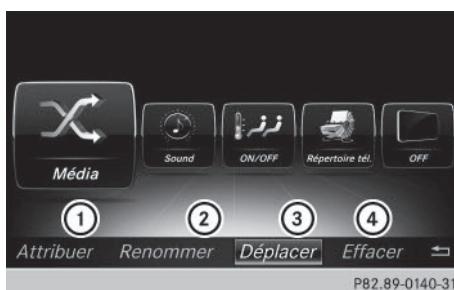 Média
Sound
ON/OFF
Répertoire tél.
OFF
1
2
3
4
Attribuer
Renommer
Déplacer
Effacer
P82.89-0140-31